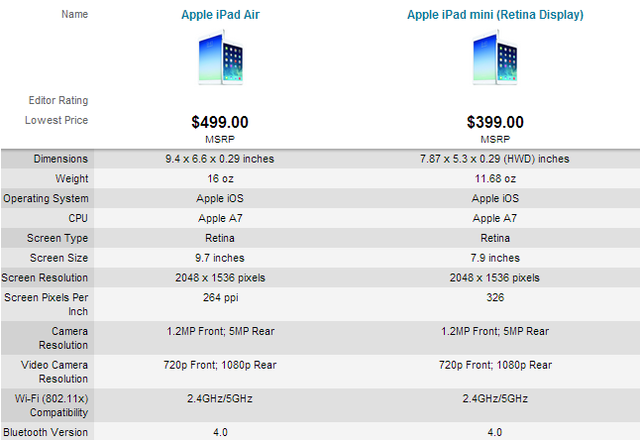 Name Apple iPad Air Apple iPad mini (Retina Display)
Editor Rating
Lowest Price $499.00 $399.00
MSRP MSRP
Dimensions 9.4 x 6.6 x 0.29 inches 7.87 x 5.3 x 0.29 (HWD) inches
Weight 16 oz 11.68 oz
Operating System Apple iOS Apple iOS
CPU Apple A7 Apple A7
Screen Type Retina Retina
Screen Size 9.7 inches 7.9 inches
Screen Resolution 2048 x 1536 pixels 2048 x 1536 pixels
Screen Pixels Per 264 ppi 326
Inch
Camera 1.2MP Front; 5MP Rear 1.2MP Front; 5MP Rear
Resolution
Video Camera 720p Front; 1080p Rear 720p Front; 1080p Rear
Resolution
Wi-Fi (802.11x) 2.4GHz/5GHz 2.4GHz/5GHz
Compatibility
Bluetooth Version 4.0 4.0